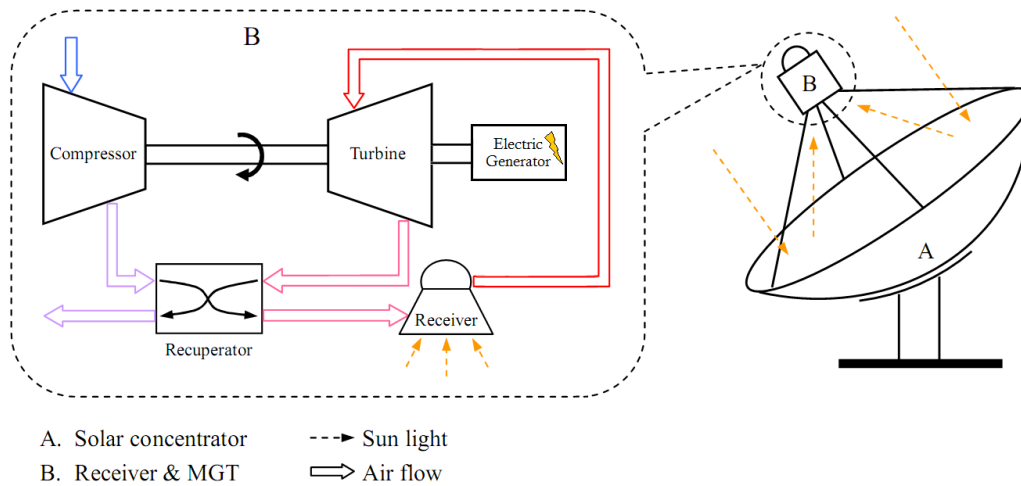 B
Compressor
Turbine
Electric
Generator
Recuperator
Receiver
B
A
A. Solar concentrator
Sun light
B. Receiver & MGT
Air flow